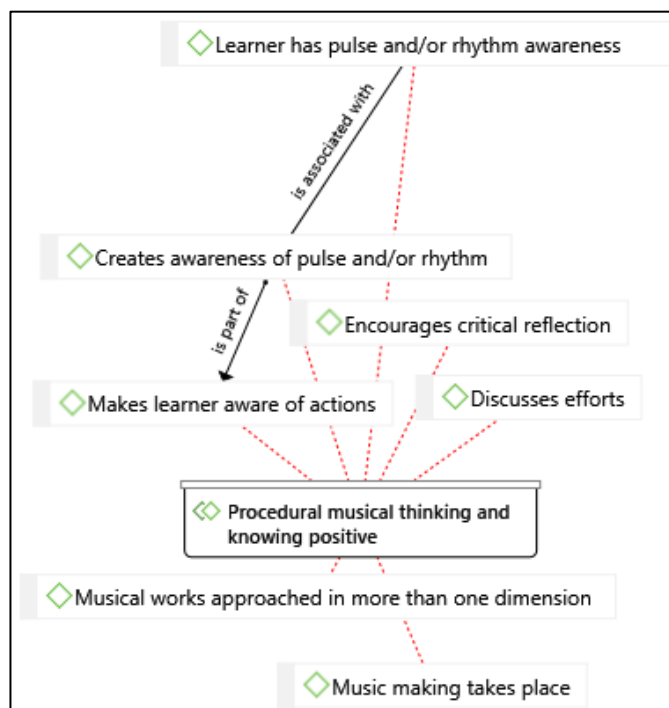 Learner has pulse and/or rhythm awareness
is associated with
Creates awareness of pulse and/or rhythm
is part of
Encourages critical reflection
Makes learner aware of actions
Discusses efforts
Procedural musical thinking and
knowing positive
Musical works approached in more than one dimension
Music making takes place